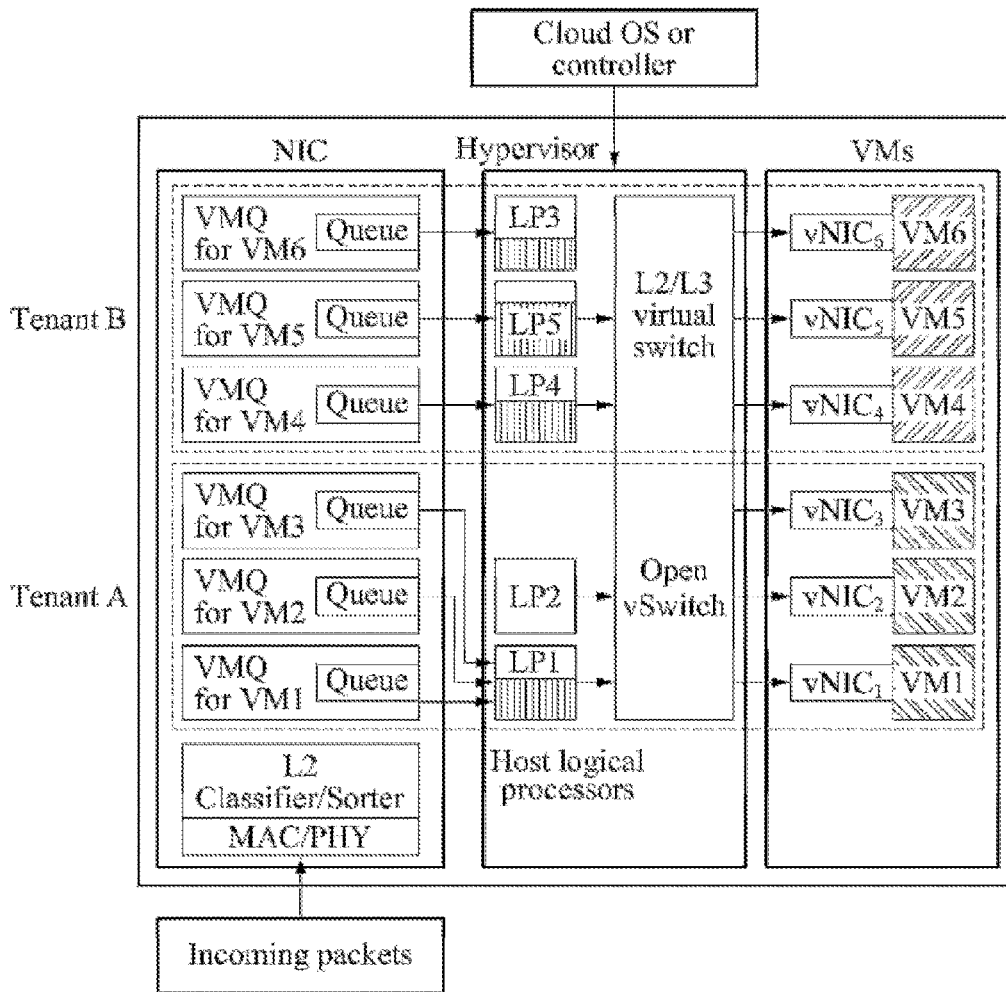 Cloud OS or
controller
NIC
Hypervisor
VMs
Tenant B
VMQ
for VM6
Queue
LP3
vNIC6
VM6
VMQ
for VM5
Queue
LP5
L2/L3
virtual
switch
vNIC5
VM5
VMQ
for VM4
Queue
LP4
vNIC4
VM4
Tenant A
VMQ
for VM3
Queue
vNIC3
VM3
VMQ
for VM2
Queue
LP2
Open
vSwitch
vNIC2
VM2
VMQ
for VM1
Queue
LP1
vNIC1
VM1
L2
Classifier/Sorter
MAC/PHY
Host logical
processors
Incoming packets